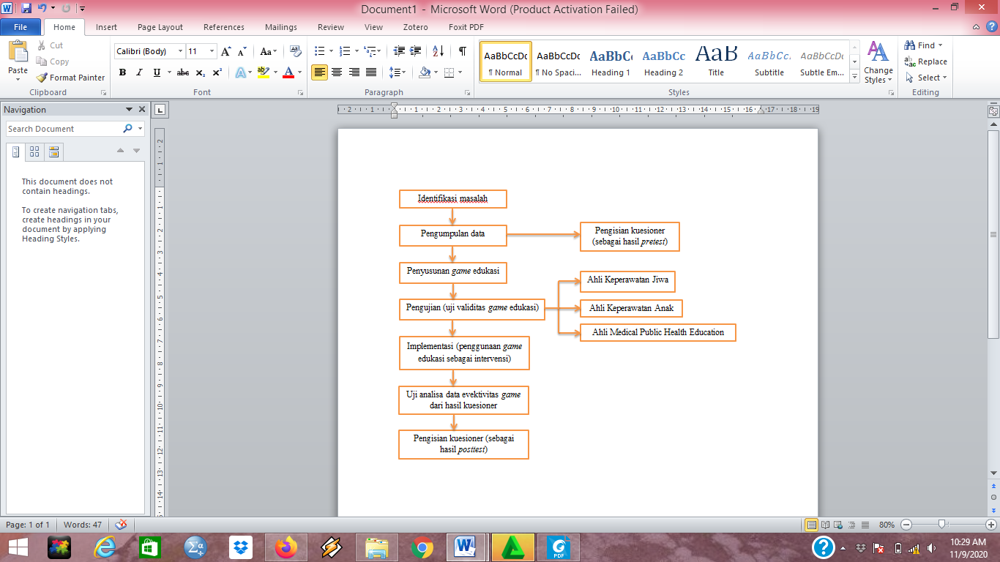 Document1 - Microsoft Word (Product Activation Failed)
File Home Insert Page Layout References Mailings Review View Zotero Foxit PDF
Paste
Cut
Copy
Format Painter
Clipboard
Calibri (Body) 11
Font
Paragraph
AaBbCcDc AaBbCcDc AaBbC AaBbCc AaB AaBbCc. AaBbCcDc
¶ Normal ¶ No Spaci... Heading 1 Heading 2 Title Subtitle Subtle Em...
Change
Styles
Styles
Find
Replace
Select
Editing
Navigation
Search Document
This document does not
contain headings.
To create navigation tabs,
create headings in your
document by applying
Heading Styles.
Identifikasi masalah
Pengumpulan data
Pengisian kuesioner
(sebagai hasil pretest)
Penyusunan game edukasi
Pengujian (uji validitas game edukasi)
Ahli Keperawatan Jiwa
Ahli Keperawatan Anak
Ahli Medical Public Health Education
Implementasi (penggunaan game
edukasi sebagai intervensi)
Uji analisa data evektivitas game
dari hasil kuesioner
Pengisian kuesioner (sebagai
hasil posttest)
Page: 1 of 1 Words: 47 80%
10:29 AM
11/9/2020